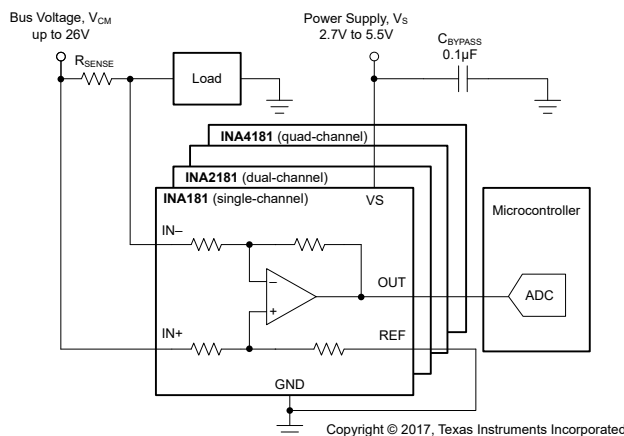 Bus Voltage, VCM
up to 26V
Power Supply, VS
2.7V to 5.5V
CBYPASS
0.1µF
RSENSE
Load
INA4181 (quad-channel)
INA2181 (dual-channel)
INA181 (single-channel)
VS
Microcontroller
IN–
OUT
ADC
IN+
REF
GND
Copyright © 2017, Texas Instruments Incorporated